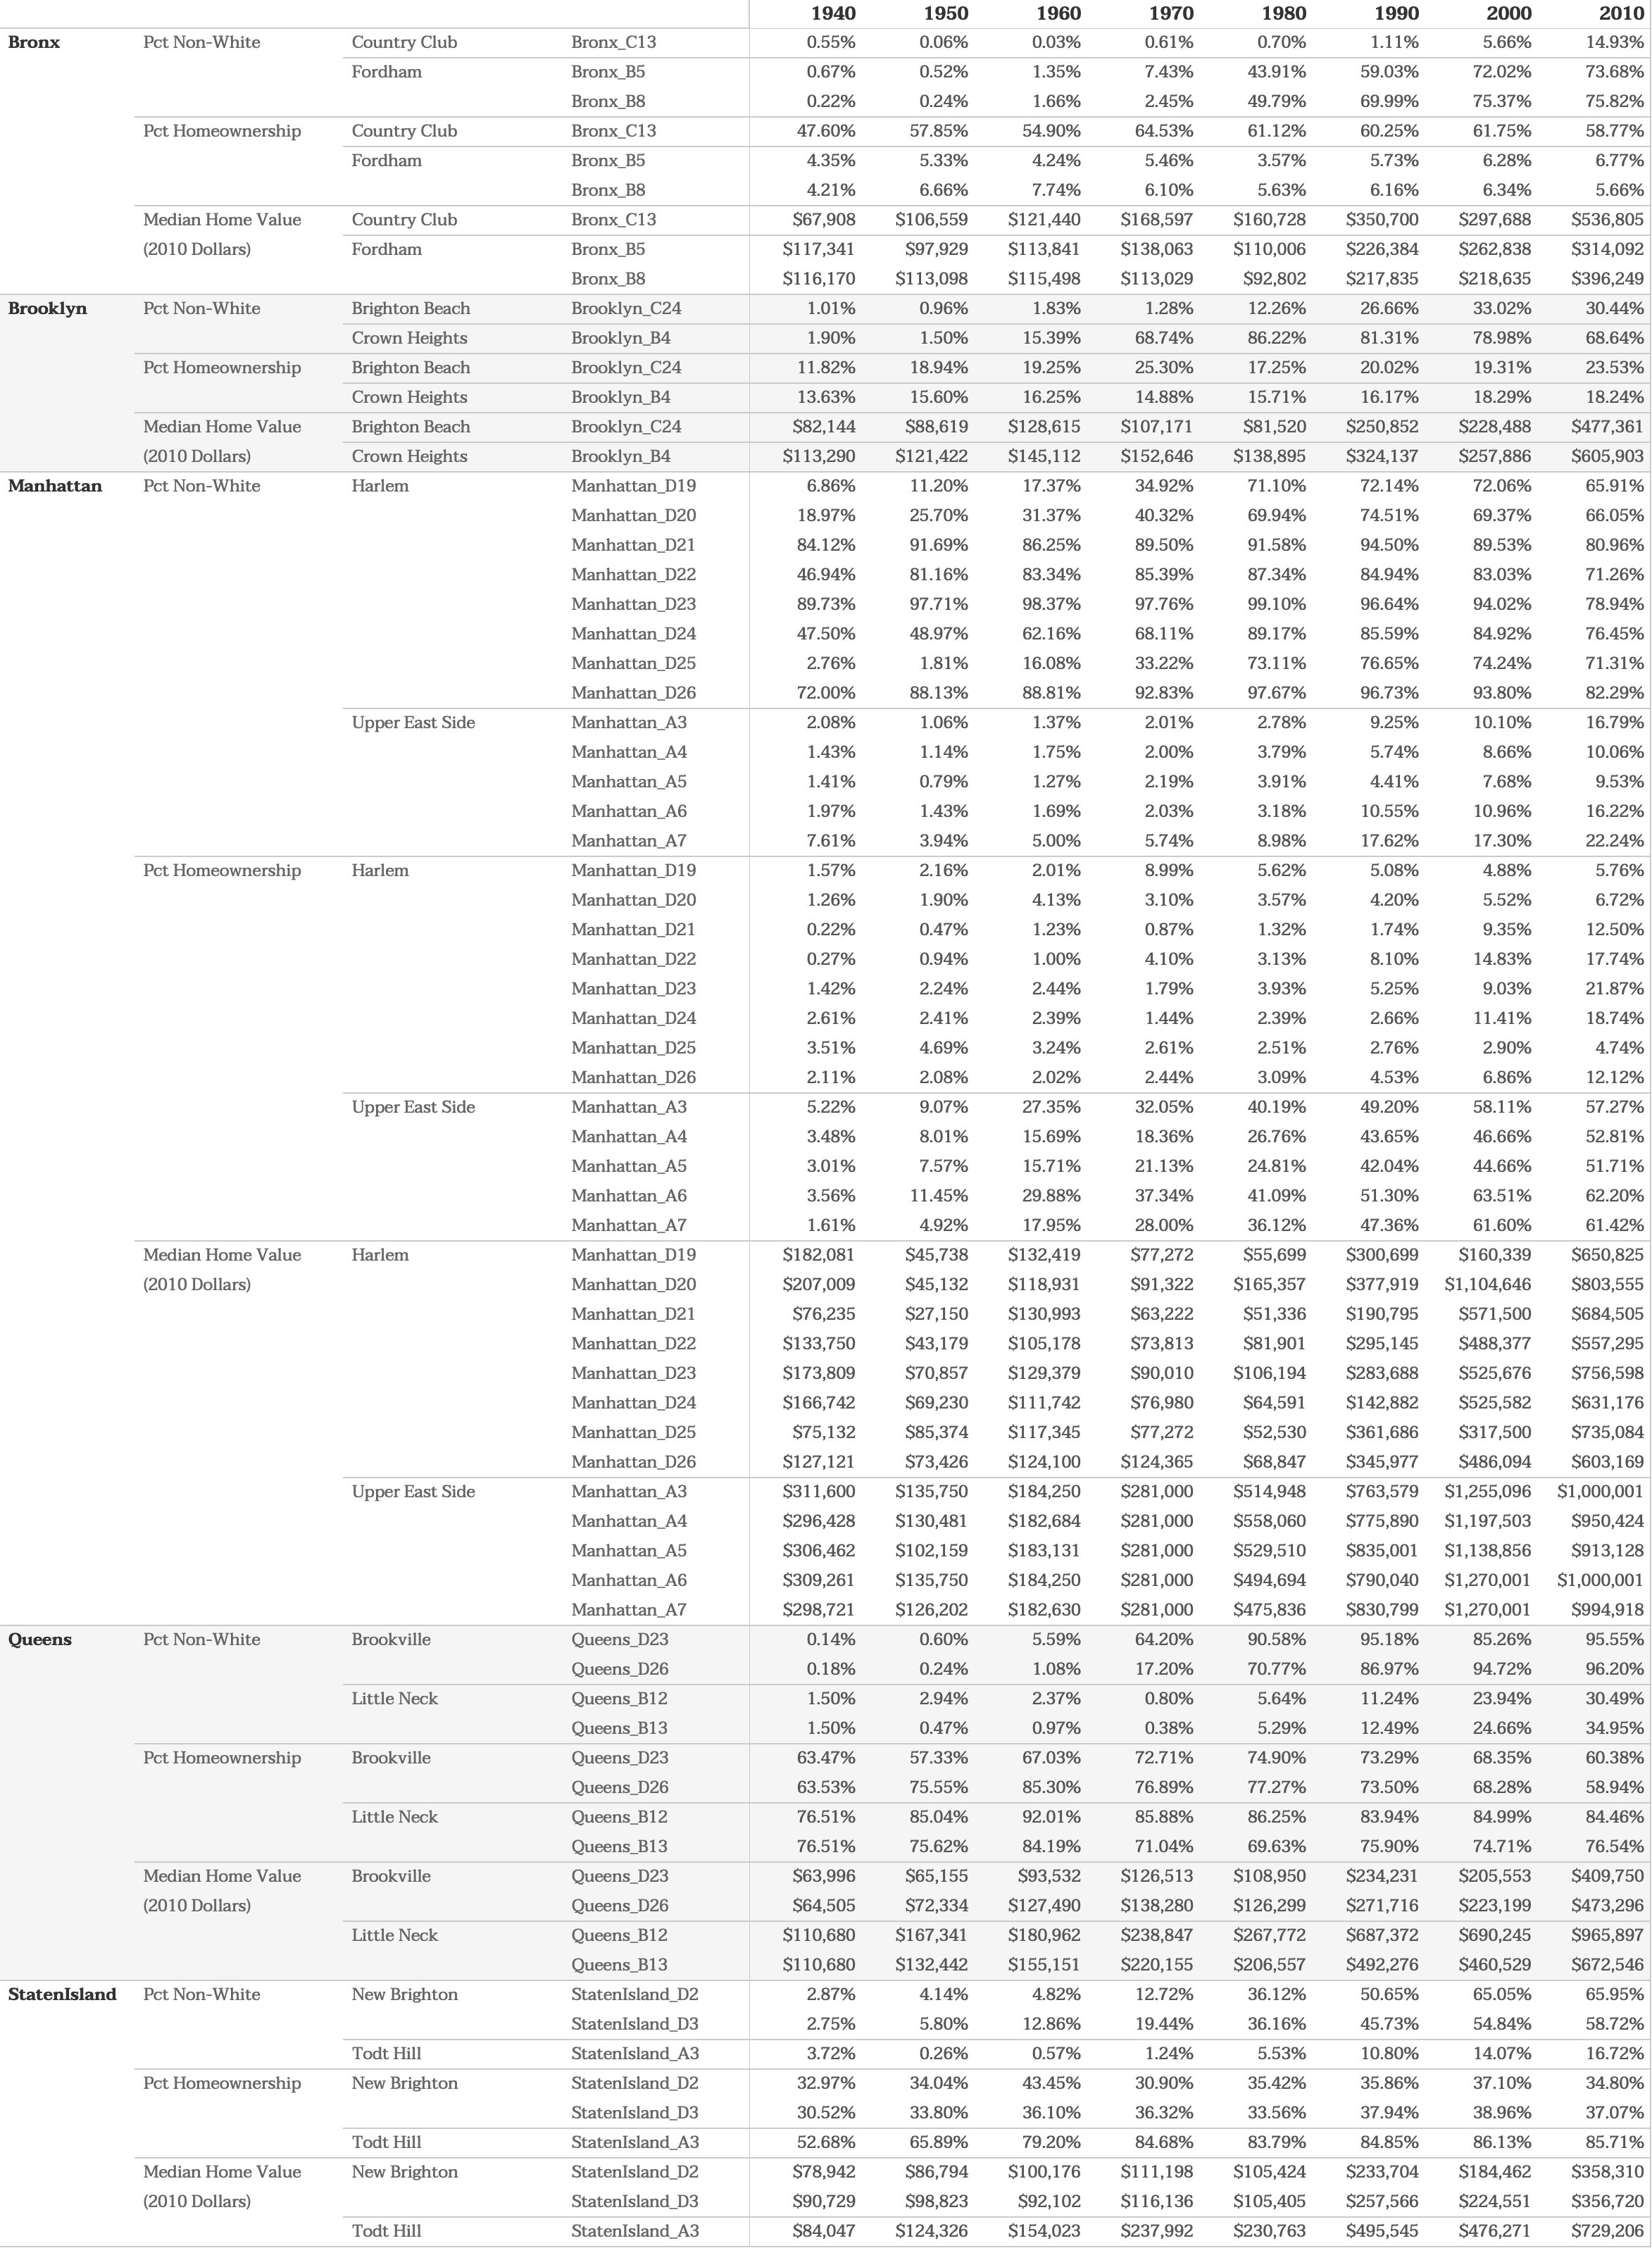 1940 1950 1960 1970 1980 1990 2000 2010
Bronx Pct Non-White Country Club Bronx_C13 0.55% 0.06% 0.03% 0.61% 0.70% 1.11% 5.66% 14.93%
Fordham Bronx_B5 0.67% 0.52% 1.35% 7.43% 43.91% 59.03% 72.02% 73.68%
Bronx_B8 0.22% 0.24% 1.66% 2.45% 49.79% 69.99% 75.37% 75.82%
Pct Homeownership Country Club Bronx_C13 47.60% 57.85% 54.90% 64.53% 61.12% 60.25% 61.75% 58.77%
Fordham Bronx_B5 4.35% 5.33% 4.24% 5.46% 3.57% 5.73% 6.28% 6.77%
Bronx_B8 4.21% 6.66% 7.74% 6.10% 5.63% 6.16% 6.34% 5.66%
Median Home Value Country Club Bronx_C13 $67,908 $106,559 $121,440 $168,597 $160,728 $350,700 $297,688 $536,805
(2010 Dollars) Fordham Bronx_B5 $117,341 $97,929 $113,841 $138,063 $110,006 $226,384 $262,838 $314,092
Bronx_B8 $116,170 $113,098 $115,498 $113,029 $92,802 $217,835 $218,635 $396,249
Brooklyn Pct Non-White Brighton Beach Brooklyn_C24 1.01% 0.96% 1.83% 1.28% 12.26% 26.66% 33.02% 30.44%
Crown Heights Brooklyn_B4 1.90% 1.50% 15.39% 68.74% 86.22% 81.31% 78.98% 68.64%
Pct Homeownership Brighton Beach Brooklyn_C24 11.82% 18.94% 19.25% 25.30% 17.25% 20.02% 19.31% 23.53%
Crown Heights Brooklyn_B4 13.63% 15.60% 16.25% 14.88% 15.71% 16.17% 18.29% 18.24%
Median Home Value Brighton Beach Brooklyn_C24 $82,144 $88,619 $128,615 $107,171 $81,520 $250,852 $228,488 $477,361
(2010 Dollars) Crown Heights Brooklyn_B4 $113,290 $121,422 $145,112 $152,646 $138,895 $324,137 $257,886 $605,903
Manhattan Pct Non-White Harlem Manhattan_D19 6.86% 11.20% 17.37% 34.92% 71.10% 72.14% 72.06% 65.91%
Manhattan_D20 18.97% 25.70% 31.37% 40.32% 69.94% 74.51% 69.37% 66.05%
Manhattan_D21 84.12% 91.69% 86.25% 89.50% 91.58% 94.50% 89.53% 80.96%
Manhattan_D22 46.94% 81.16% 83.34% 85.39% 87.34% 84.94% 83.03% 71.26%
Manhattan_D23 89.73% 97.71% 98.37% 97.76% 99.10% 96.64% 94.02% 78.94%
Manhattan_D24 47.50% 48.97% 62.16% 68.11% 89.17% 85.59% 84.92% 76.45%
Manhattan_D25 2.76% 1.81% 16.08% 33.22% 73.11% 76.65% 74.24% 71.31%
Manhattan_D26 72.00% 88.13% 88.81% 92.83% 97.67% 96.73% 93.80% 82.29%
Upper East Side Manhattan_A3 2.08% 1.06% 1.37% 2.01% 2.78% 9.25% 10.10% 16.79%
Manhattan_A4 1.43% 1.14% 1.75% 2.00% 3.79% 5.74% 8.66% 10.06%
Manhattan_A5 1.41% 0.79% 1.27% 2.19% 3.91% 4.41% 7.68% 9.53%
Manhattan_A6 1.97% 1.43% 1.69% 2.03% 3.18% 10.55% 10.96% 16.22%
Manhattan_A7 7.61% 3.94% 5.00% 5.74% 8.98% 17.62% 17.30% 22.24%
Pct Homeownership Harlem Manhattan_D19 1.57% 2.16% 2.01% 8.99% 5.62% 5.08% 4.88% 5.76%
Manhattan_D20 1.26% 1.90% 4.13% 3.10% 3.57% 4.20% 5.52% 6.72%
Manhattan_D21 0.22% 0.47% 1.23% 0.87% 1.32% 1.74% 9.35% 12.50%
Manhattan_D22 0.27% 0.94% 1.00% 4.10% 3.13% 8.10% 14.83% 17.74%
Manhattan_D23 1.42% 2.24% 2.44% 1.79% 3.93% 5.25% 9.03% 21.87%
Manhattan_D24 2.61% 2.41% 2.39% 1.44% 2.39% 2.66% 11.41% 18.74%
Manhattan_D25 3.51% 4.69% 3.24% 2.61% 2.51% 2.76% 2.90% 4.74%
Manhattan_D26 2.11% 2.08% 2.02% 2.44% 3.09% 4.53% 6.86% 12.12%
Upper East Side Manhattan_A3 5.22% 9.07% 27.35% 32.05% 40.19% 49.20% 58.11% 57.27%
Manhattan_A4 3.48% 8.01% 15.69% 18.36% 26.76% 43.65% 46.66% 52.81%
Manhattan_A5 3.01% 7.57% 15.71% 21.13% 24.81% 42.04% 44.66% 51.71%
Manhattan_A6 3.56% 11.45% 29.88% 37.34% 41.09% 51.30% 63.51% 62.20%
Manhattan_A7 1.61% 4.92% 17.95% 28.00% 36.12% 47.36% 61.60% 61.42%
Median Home Value Harlem Manhattan_D19 $182,081 $45,738 $132,419 $77,272 $55,699 $300,699 $160,339 $650,825
(2010 Dollars) Manhattan_D20 $207,009 $45,132 $118,931 $91,322 $165,357 $377,919 $1,104,646 $803,555
Manhattan_D21 $76,235 $27,150 $130,993 $63,222 $51,336 $190,795 $571,500 $684,505
Manhattan_D22 $133,750 $43,179 $105,178 $73,813 $81,901 $295,145 $488,377 $557,295
Manhattan_D23 $173,809 $70,857 $129,379 $90,010 $106,194 $283,688 $525,676 $756,598
Manhattan_D24 $166,742 $69,230 $111,742 $76,980 $64,591 $142,882 $525,582 $631,176
Manhattan_D25 $75,132 $85,374 $117,345 $77,272 $52,530 $361,686 $317,500 $735,084
Manhattan_D26 $127,121 $73,426 $124,100 $124,365 $68,847 $345,977 $486,094 $603,169
Upper East Side Manhattan_A3 $311,600 $135,750 $184,250 $281,000 $514,948 $763,579 $1,255,096 $1,000,001
Manhattan_A4 $296,428 $130,481 $182,684 $281,000 $558,060 $775,890 $1,197,503 $950,424
Manhattan_A5 $306,462 $102,159 $183,131 $281,000 $529,510 $835,001 $1,138,856 $913,128
Manhattan_A6 $309,261 $135,750 $184,250 $281,000 $494,694 $790,040 $1,270,001 $1,000,001
Manhattan_A7 $298,721 $126,202 $182,630 $281,000 $475,836 $830,799 $1,270,001 $994,918
Queens Pct Non-White Brookville Queens_D23 0.14% 0.60% 5.59% 64.20% 90.58% 95.18% 85.26% 95.55%
Queens_D26 0.18% 0.24% 1.08% 17.20% 70.77% 86.97% 94.72% 96.20%
Little Neck Queens_B12 1.50% 2.94% 2.37% 0.80% 5.64% 11.24% 23.94% 30.49%
Queens_B13 1.50% 0.47% 0.97% 0.38% 5.29% 12.49% 24.66% 34.95%
Pct Homeownership Brookville Queens_D23 63.47% 57.33% 67.03% 72.71% 74.90% 73.29% 68.35% 60.38%
Queens_D26 63.53% 75.55% 85.30% 76.89% 77.27% 73.50% 68.28% 58.94%
Little Neck Queens_B12 76.51% 85.04% 92.01% 85.88% 86.25% 83.94% 84.99% 84.46%
Queens_B13 76.51% 75.62% 84.19% 71.04% 69.63% 75.90% 74.71% 76.54%
Median Home Value Brookville Queens_D23 $63,996 $65,155 $93,532 $126,513 $108,950 $234,231 $205,553 $409,750
(2010 Dollars) Queens_D26 $64,505 $72,334 $127,490 $138,280 $126,299 $271,716 $223,199 $473,296
Little Neck Queens_B12 $110,680 $167,341 $180,962 $238,847 $267,772 $687,372 $690,245 $965,897
Queens_B13 $110,680 $132,442 $155,151 $220,155 $206,557 $492,276 $460,529 $672,546
StatenIsland Pct Non-White New Brighton StatenIsland_D2 2.87% 4.14% 4.82% 12.72% 36.12% 50.65% 65.05% 65.95%
StatenIsland_D3 2.75% 5.80% 12.86% 19.44% 36.16% 45.73% 54.84% 58.72%
Todt Hill StatenIsland_A3 3.72% 0.26% 0.57% 1.24% 5.53% 10.80% 14.07% 16.72%
Pct Homeownership New Brighton StatenIsland_D2 32.97% 34.04% 43.45% 30.90% 35.42% 35.86% 37.10% 34.80%
StatenIsland_D3 30.52% 33.80% 36.10% 36.32% 33.56% 37.94% 38.96% 37.07%
Todt Hill StatenIsland_A3 52.68% 65.89% 79.20% 84.68% 83.79% 84.85% 86.13% 85.71%
Median Home Value New Brighton StatenIsland_D2 $78,942 $86,794 $100,176 $111,198 $105,424 $233,704 $184,462 $358,310
(2010 Dollars) StatenIsland_D3 $90,729 $98,823 $92,102 $116,136 $105,405 $257,566 $224,551 $356,720
Todt Hill StatenIsland_A3 $84,047 $124,326 $154,023 $237,992 $230,763 $495,545 $476,271 $729,206